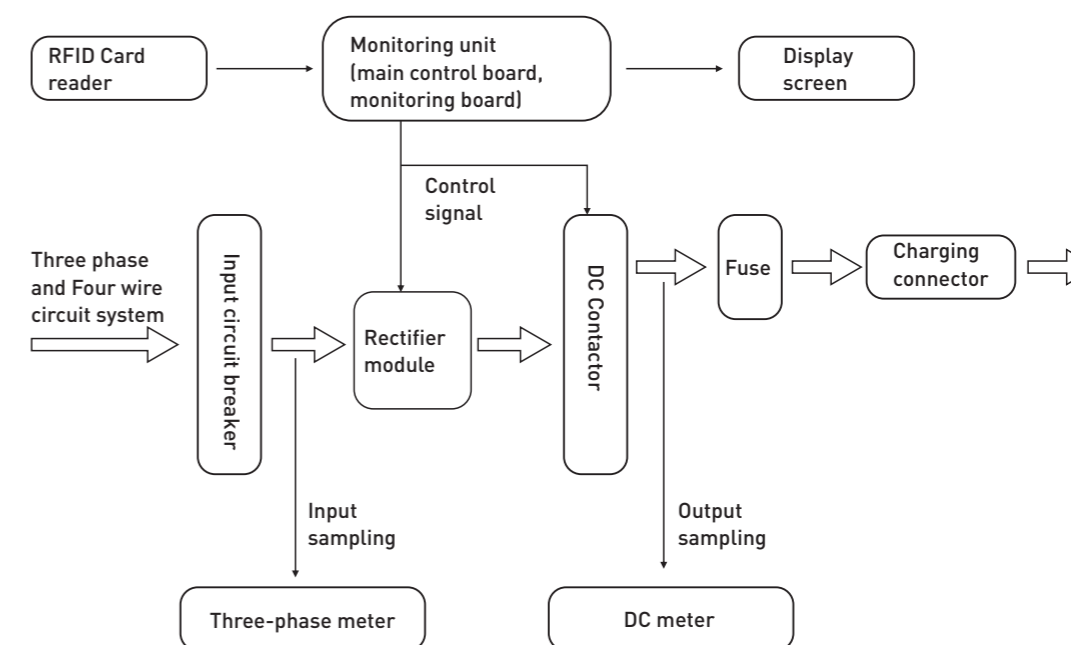 RFID Card
reader
Monitoring unit
(main control board,
monitoring board)
Display
screen
Control
signal
Three phase
and Four wire
circuit system
Input circuit breaker
Rectifier
module
DC Contactor
Fuse
Charging
connector
Input
sampling
Output
sampling
Three-phase meter
DC meter